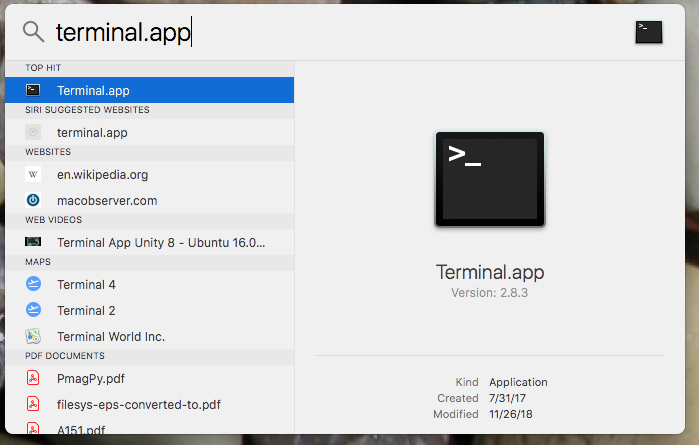 terminal.app
TOP HIT
Terminal.app
SIRI SUGGESTED WEBSITES
terminal.app
WEBSITES
W en.wikipedia.org
macobserver.com
WEB VIDEOS
Terminal App Unity 8 - Ubuntu 16.0...
MAPS
Terminal 4
Terminal 2
Terminal World Inc.
PDF DOCUMENTS
PmagPy.pdf
filesys-eps-converted-to.pdf
A151.pdf
>_
Terminal.app
Version: 2.8.3
Kind Application
Created 7/31/17
Modified 11/26/18